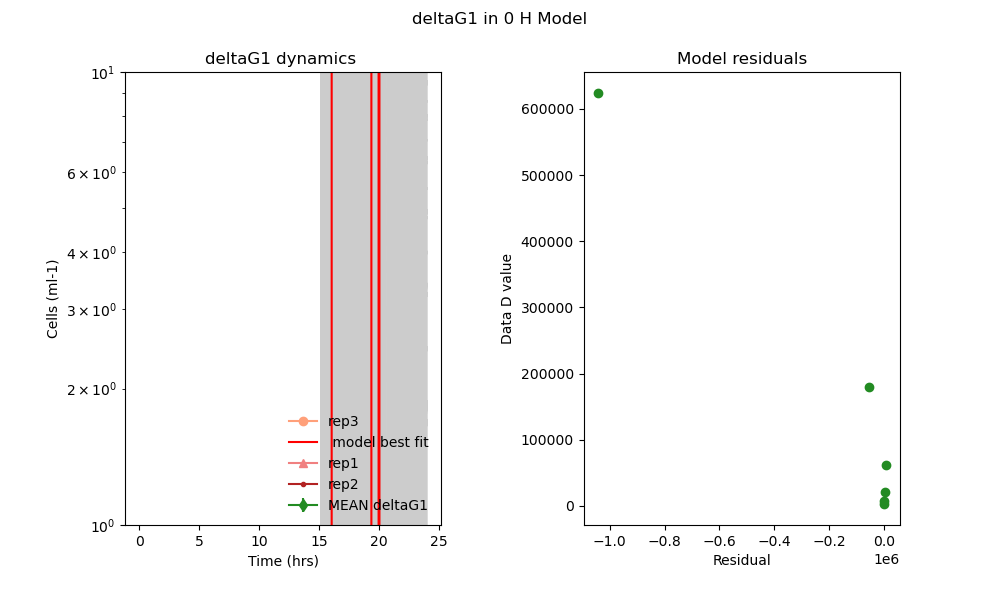 deltaG1 in 0 H Model
deltaG1 dynamics
Cells (ml-1)
10¹
6 × 10⁰
4 × 10⁰
3 × 10⁰
2 × 10⁰
10⁰
rep3
model best fit
rep1
rep2
MEAN deltaG1
0 5 10 15 20 25
Time (hrs)
Model residuals
Data D value
600000
500000
400000
300000
200000
100000
0
−1.0 −0.8 −0.6 −0.4 −0.2 0.0
1e6
Residual